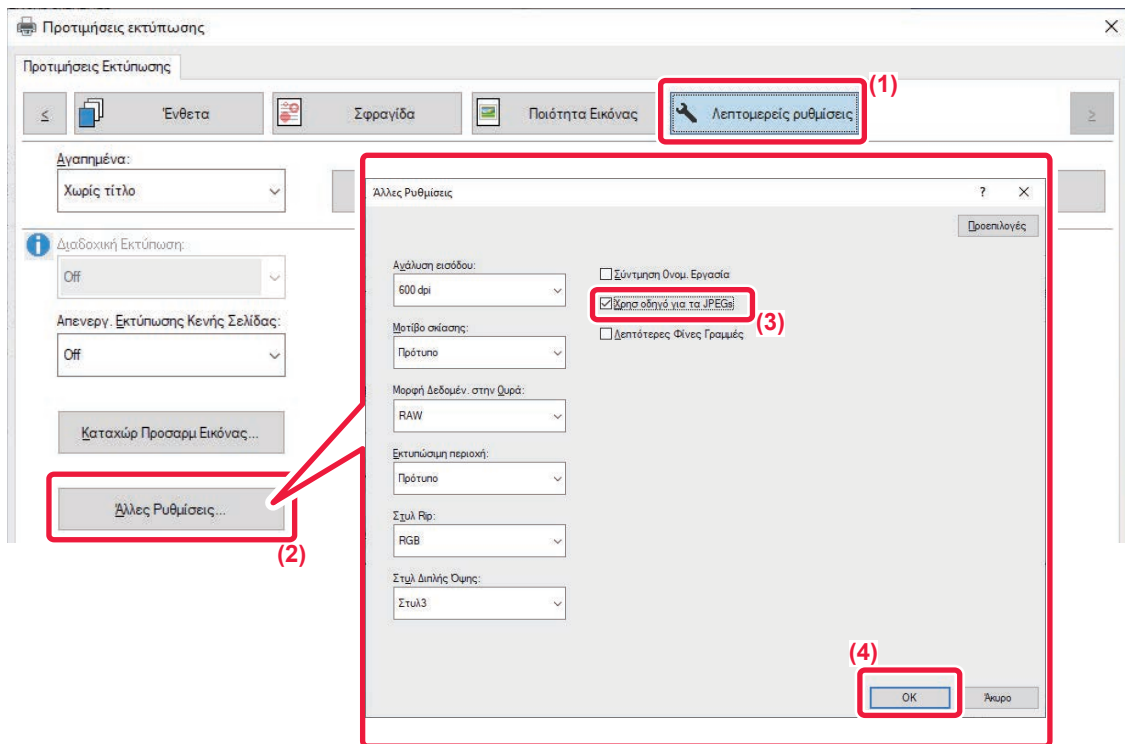 Προτιμήσεις εκτύπωσης
Προτιμήσεις Εκτύπωσης
(1)
≤ Ένθετα Σφραγίδα Ποιότητα Εικόνας Λεπτομερείς ρυθμίσεις ≥
Αγαπημένα:
Χωρίς τίτλο
Διαδοχική Εκτύπωση:
Off
Απενεργ. Εκτύπωσης Κενής Σελίδας:
Off
Καταχώρ Προσαρμ Εικόνας...
Άλλες Ρυθμίσεις...
(2)
Άλλες Ρυθμίσεις ? X
Προεπιλογές
Ανάλυση εισόδου:
600 dpi
Μοτίβο σκίασης:
Πρότυπο
Μορφή Δεδομέν. στην Ουρά:
RAW
Εκτυπώσιμη περιοχή:
Πρότυπο
Στυλ Rip:
RGB
Στυλ Διπλής Όψης:
Στυλ3
Σύντμηση Ονομ. Εργασία
Χρησ οδηγό για τα JPEGs
(3)
Λεπτότερες Φίνες Γραμμές
(4)
OK Άκυρο